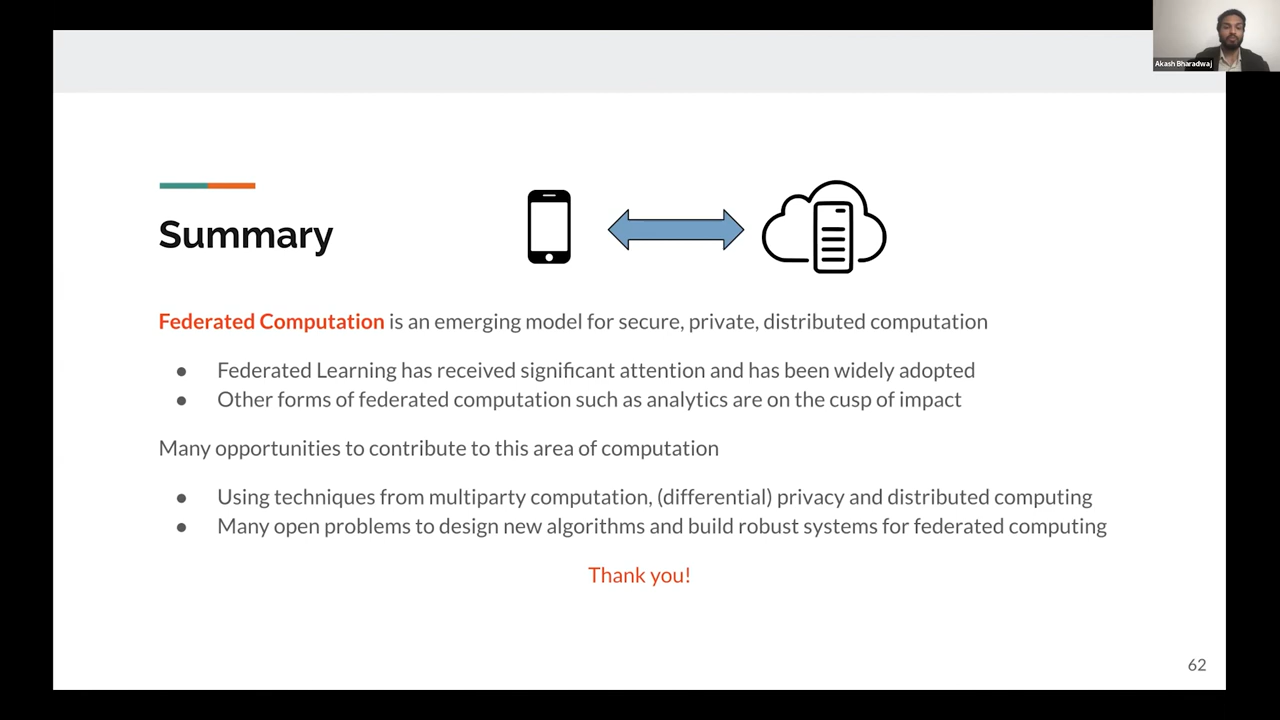 Akash Bharadwaj
Summary
Federated Computation is an emerging model for secure, private, distributed computation
● Federated Learning has received significant attention and has been widely adopted
● Other forms of federated computation such as analytics are on the cusp of impact
Many opportunities to contribute to this area of computation
● Using techniques from multiparty computation, (differential) privacy and distributed computing
● Many open problems to design new algorithms and build robust systems for federated computing
Thank you!
62